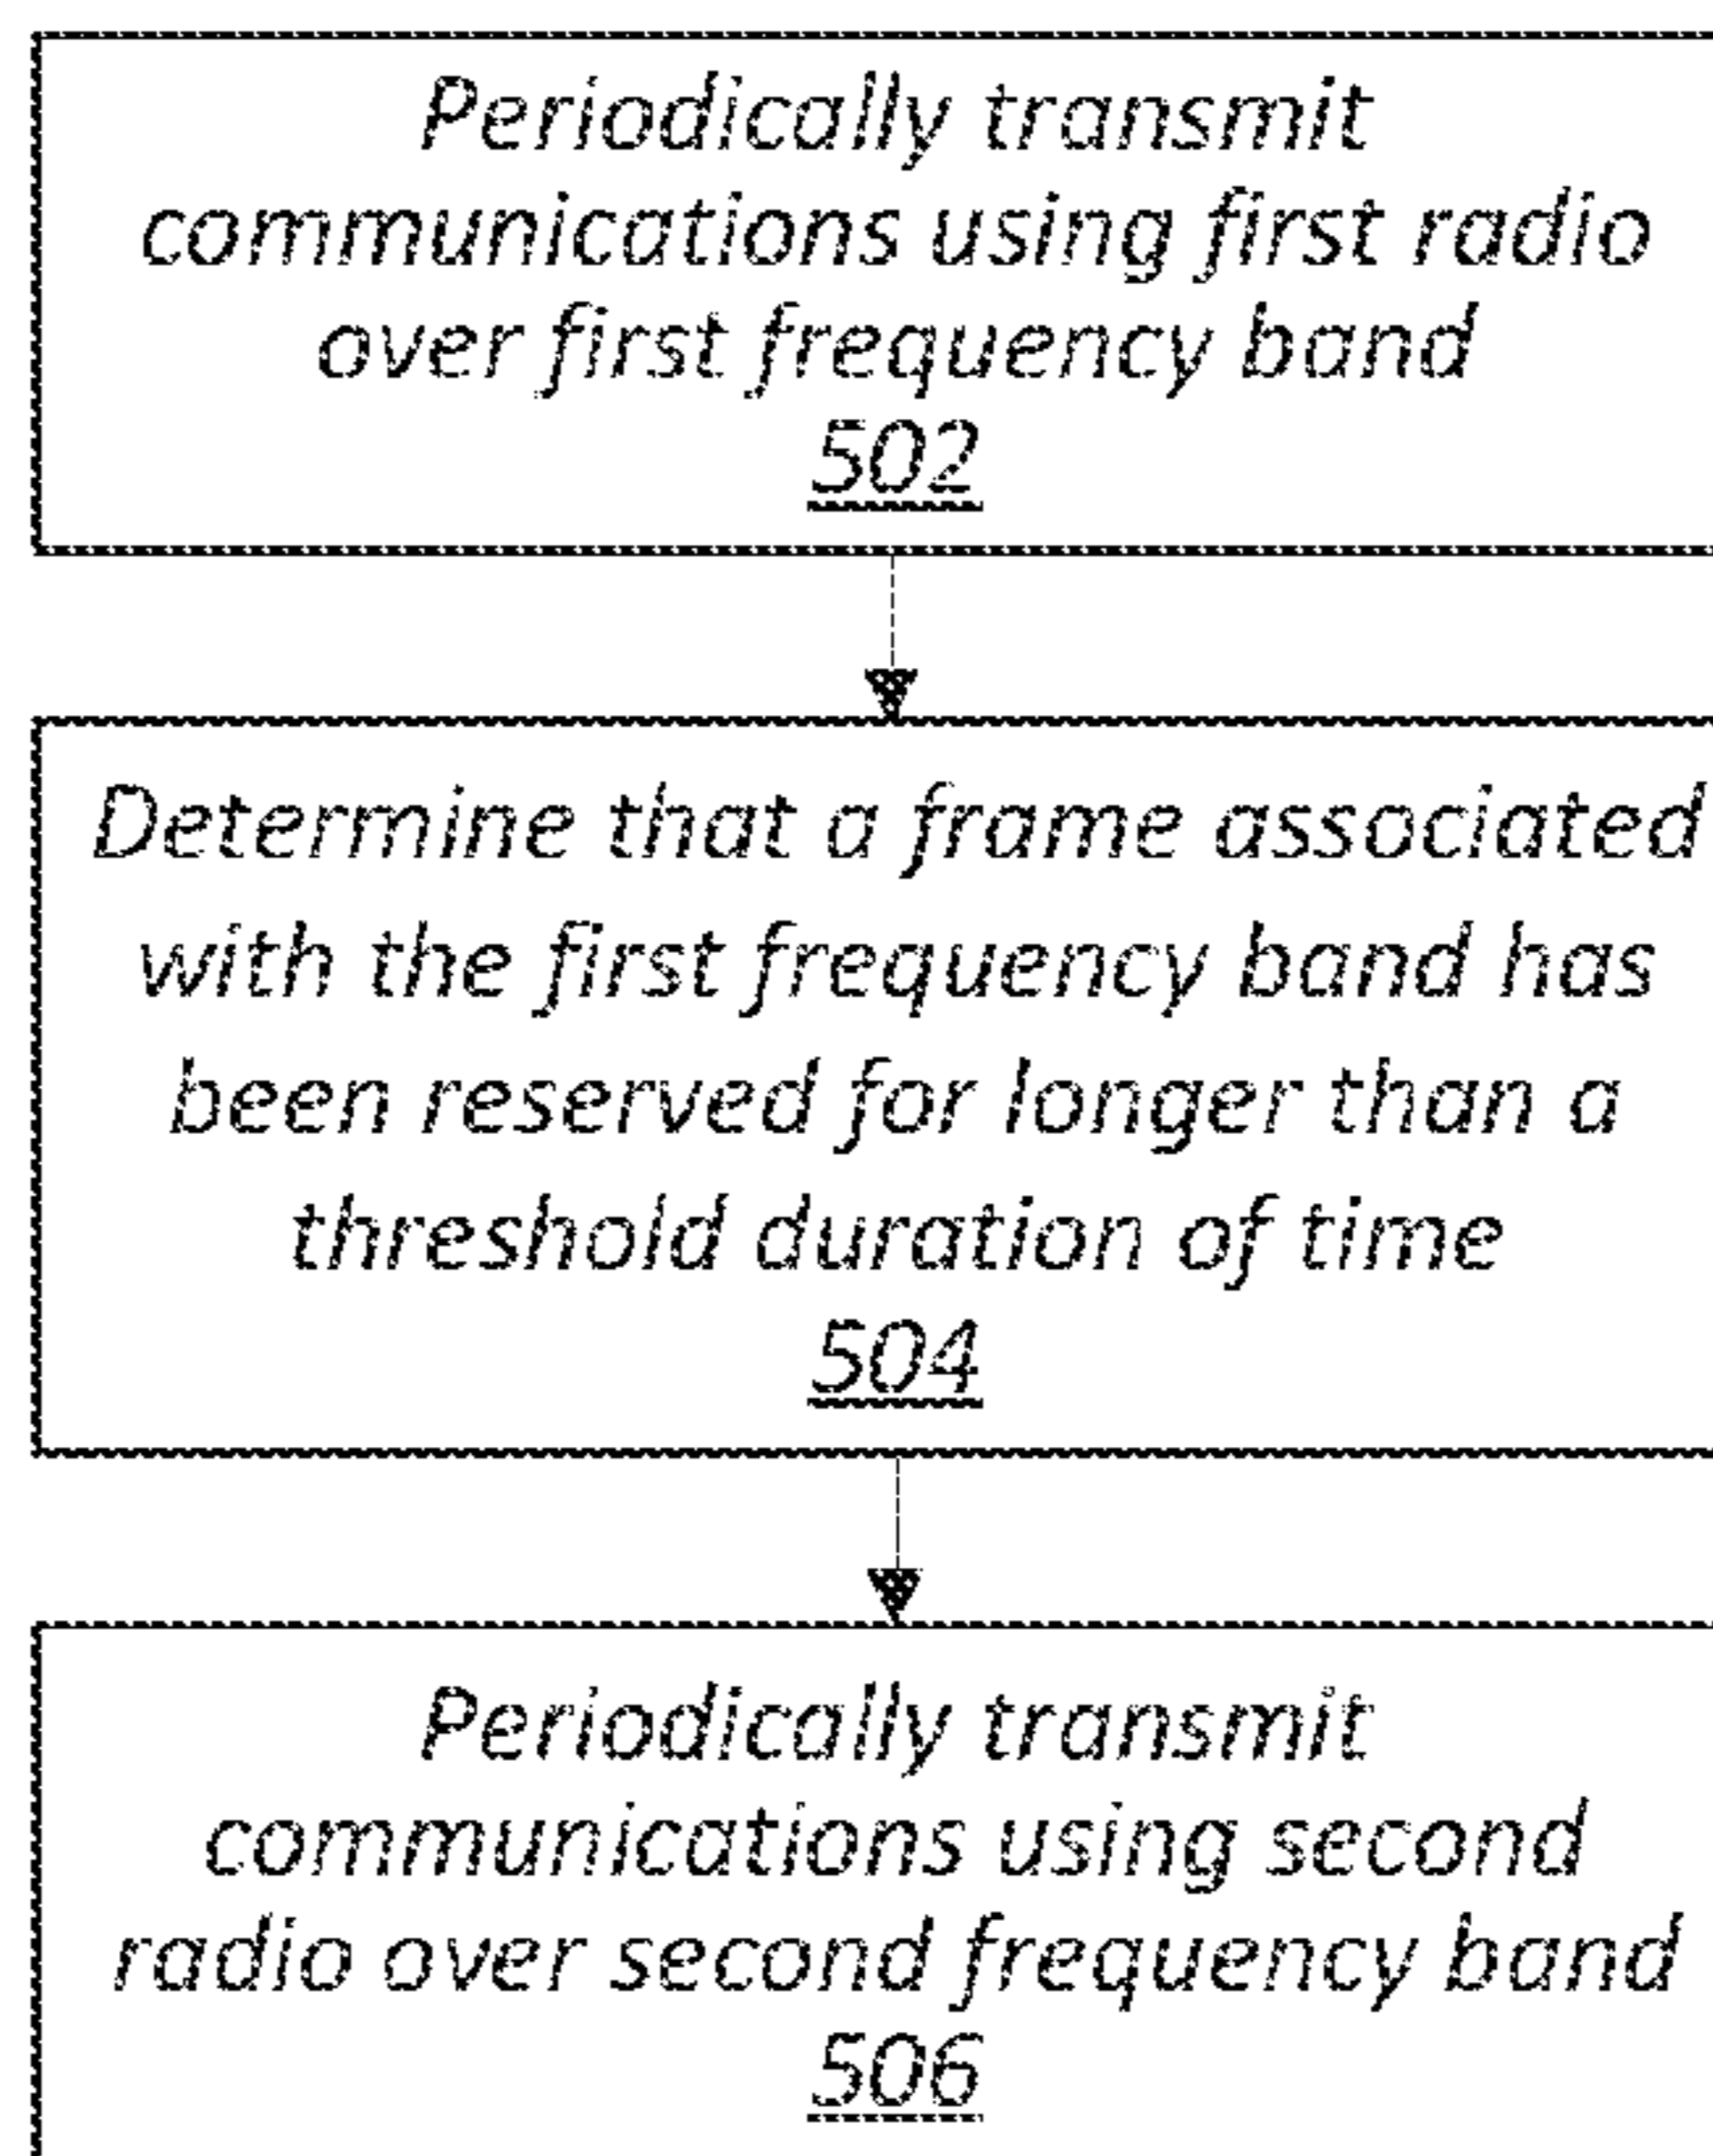 Periodically transmit
communications using first radio
over first frequency band
502
Determine that a frame associated
with the first frequency band has
been reserved for longer than a
threshold duration of time
504
Periodically transmit
communications using second
radio over second frequency band
506